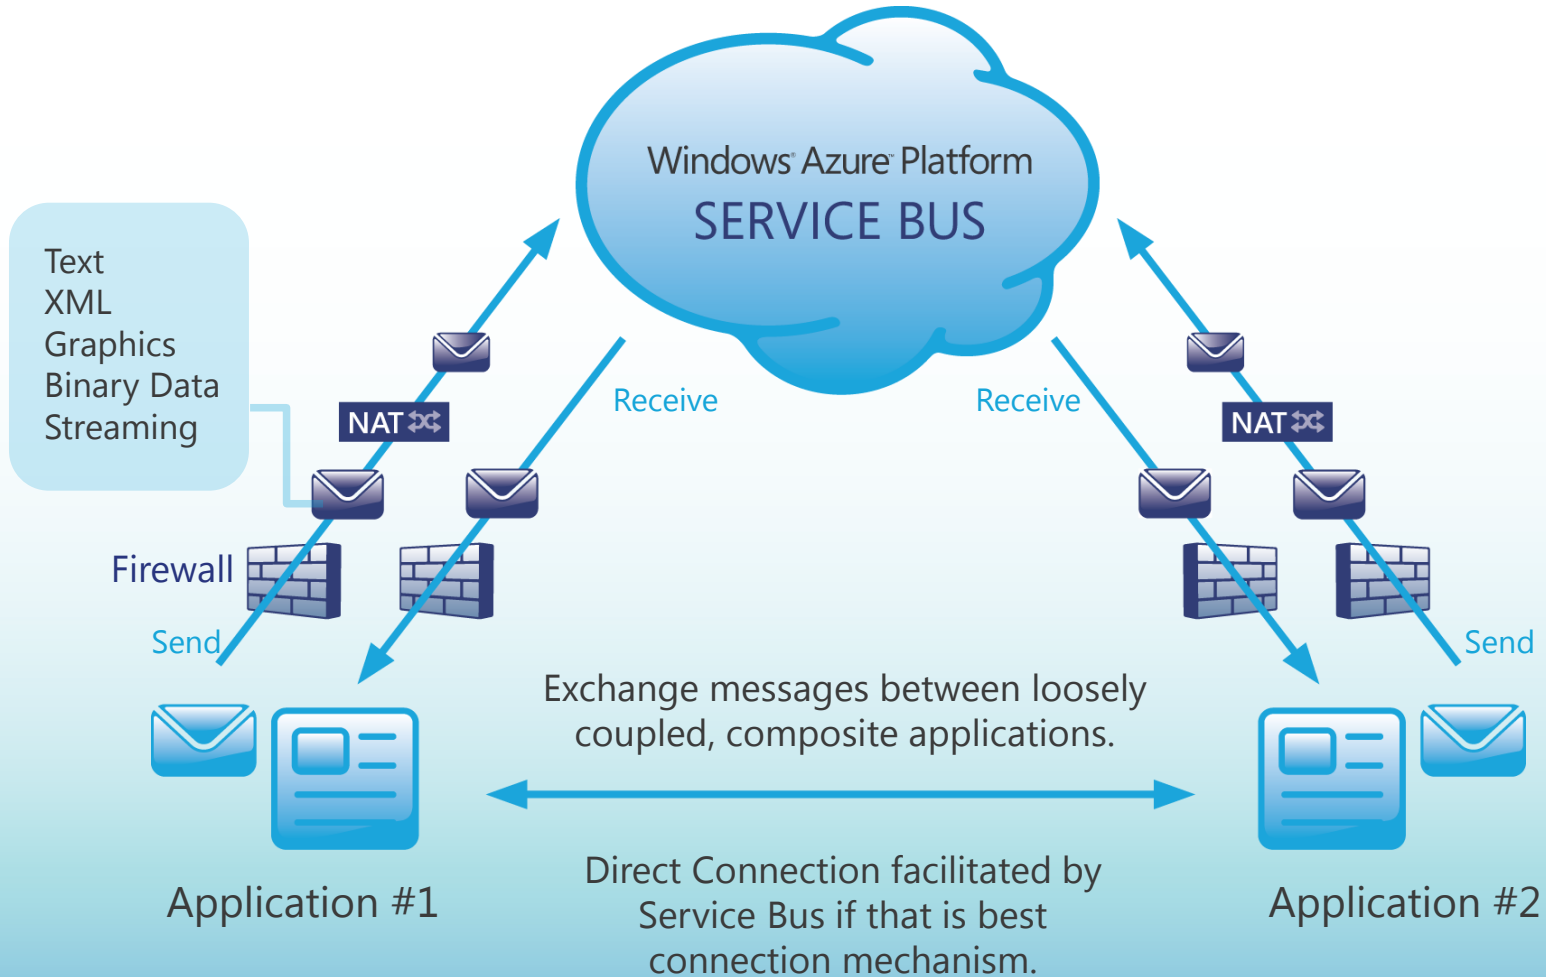 Windows® Azure™ Platform
SERVICE BUS
Text
XML
Graphics
Binary Data
Streaming
Receive
Receive
NAT
NAT
Firewall
Send
Send
Exchange messages between loosely
coupled, composite applications.
Direct Connection facilitated by
Service Bus if that is best
connection mechanism.
Application #1
Application #2